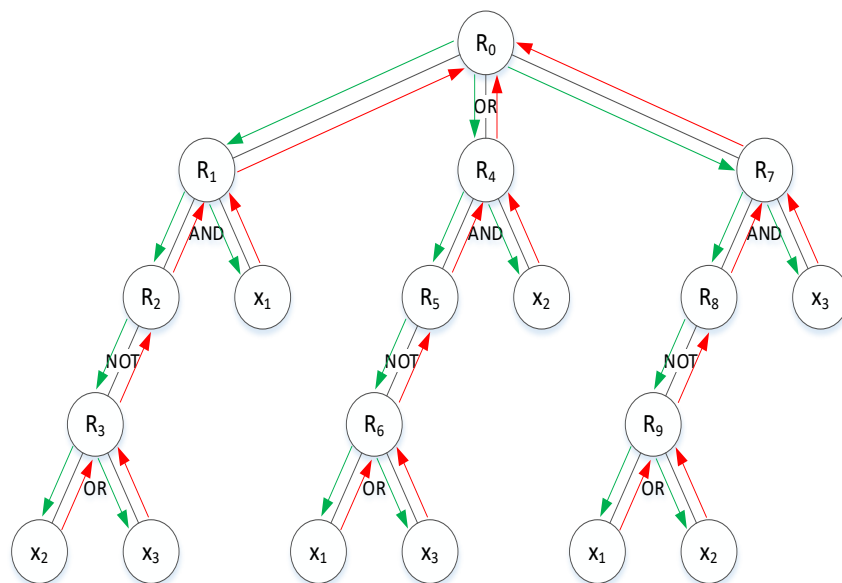 R₀
OR
R₁ R₄ R₇
AND AND AND
R₂ x₁ R₅ x₂ R₈ x₃
NOT NOT NOT
R₃ R₆ R₉
OR OR OR
x₂ x₃ x₁ x₃ x₁ x₂